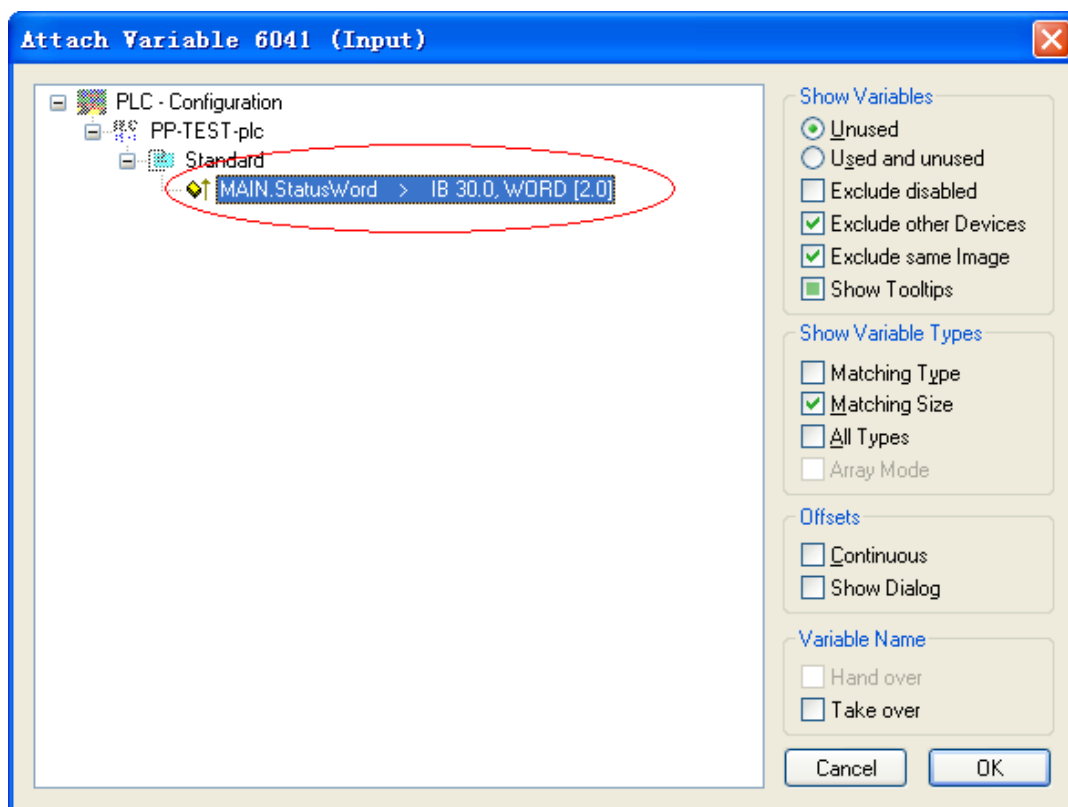 Attach Variable 6041 (Input)
PLC - Configuration
PP-TEST-plc
Standard
MAIN.StatusWord > IB 30.0, WORD [2.0]
Show Variables
Unused
Used and unused
Exclude disabled
Exclude other Devices
Exclude same Image
Show Tooltips
Show Variable Types
Matching Type
Matching Size
All Types
Array Mode
Offsets
Continuous
Show Dialog
Variable Name
Hand over
Take over
Cancel
OK